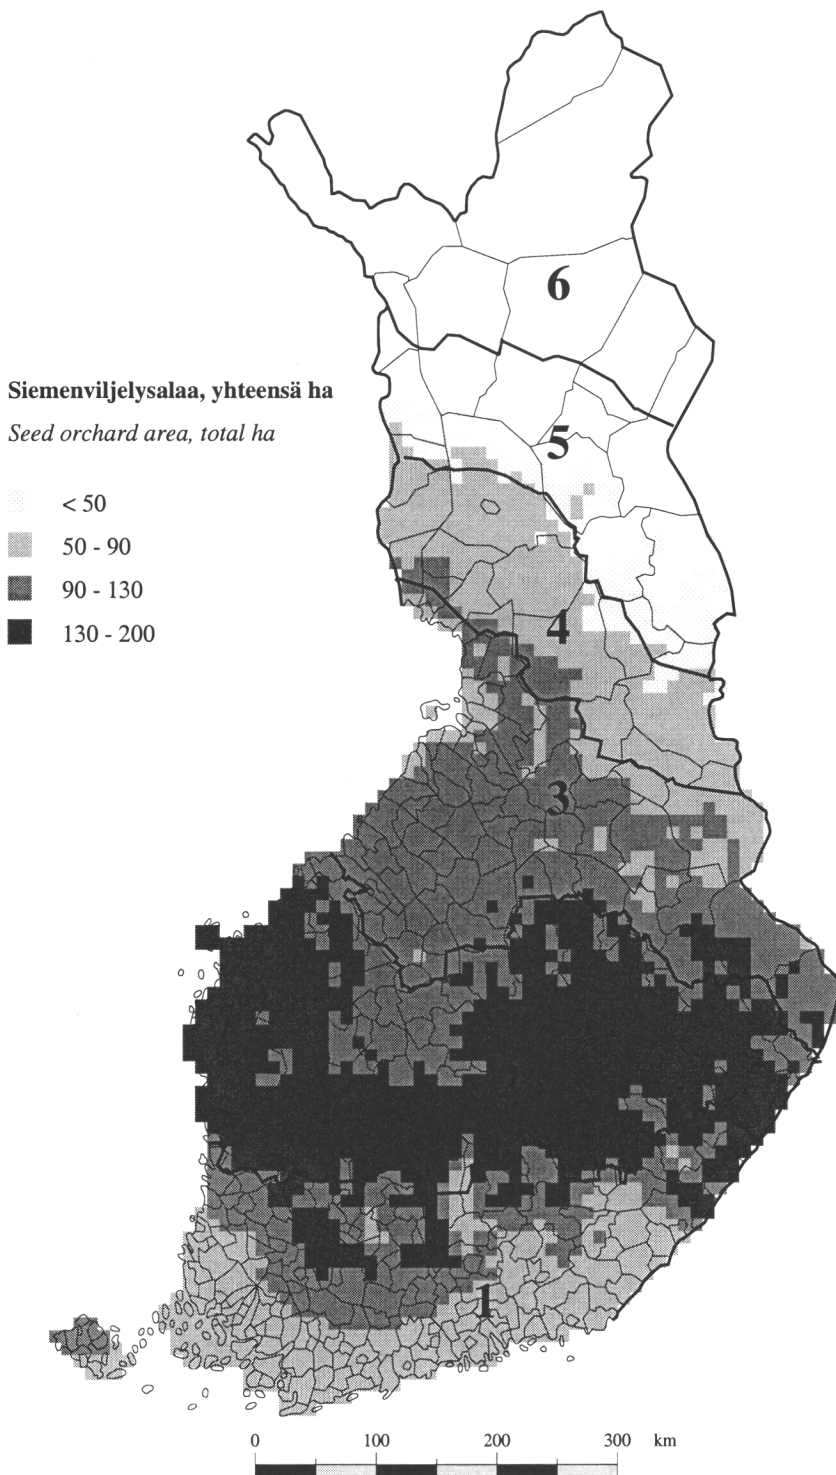 6
Siemenviljelysalaa, yhteensä ha
Seed orchard area, total ha
5
< 50
50 - 90
90 - 130
130 - 200
4
3
1
0 100 200 300 km